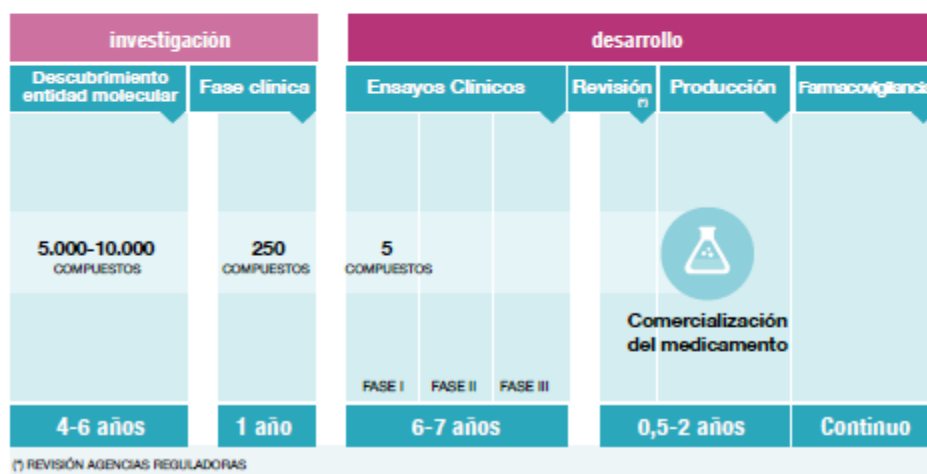 investigación
desarrollo
Descubrimiento
entidad molecular
Fase clínica
Ensayos Clínicos
Revisión
(*)
Producción
Farmacovigilancia
5.000-10.000
COMPUESTOS
250
COMPUESTOS
5
COMPUESTOS
Comercialización
del medicamento
FASE I
FASE II
FASE III
4-6 años
1 año
6-7 años
0,5-2 años
Continuo
(*) REVISIÓN AGENCIAS REGULADORAS